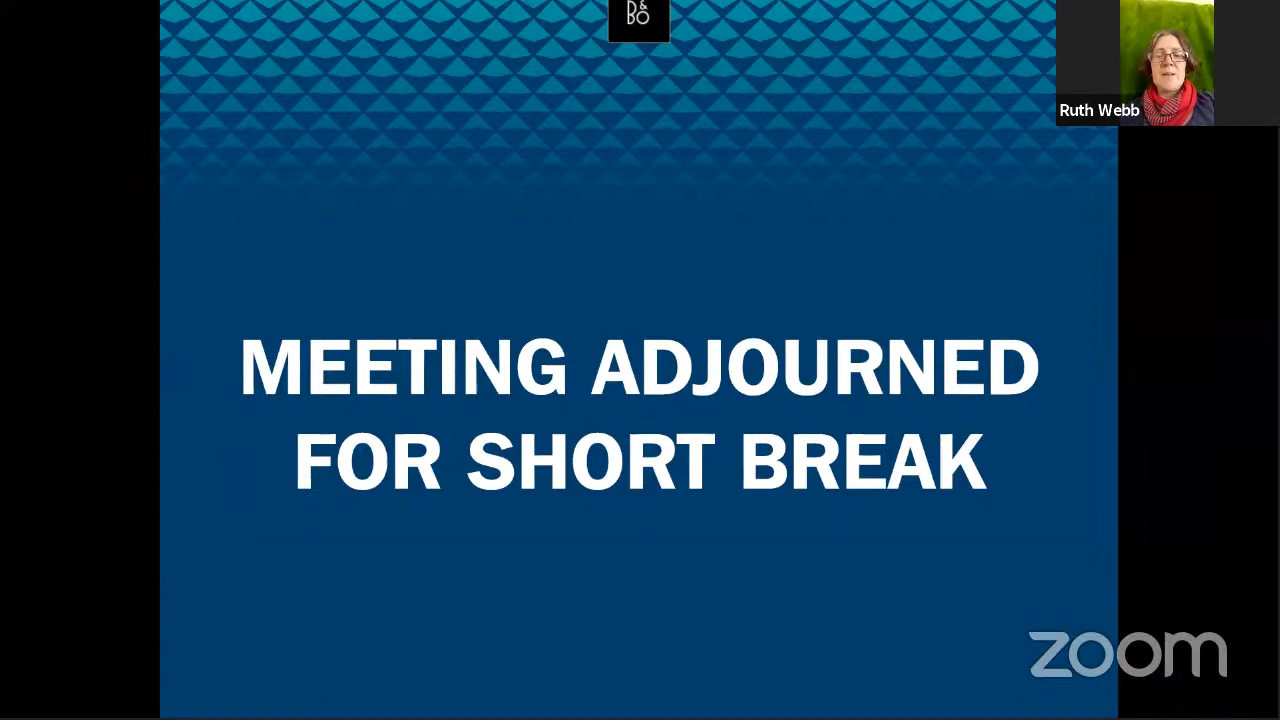 B&O
Ruth Webb
MEETING ADJOURNED
FOR SHORT BREAK
zoom